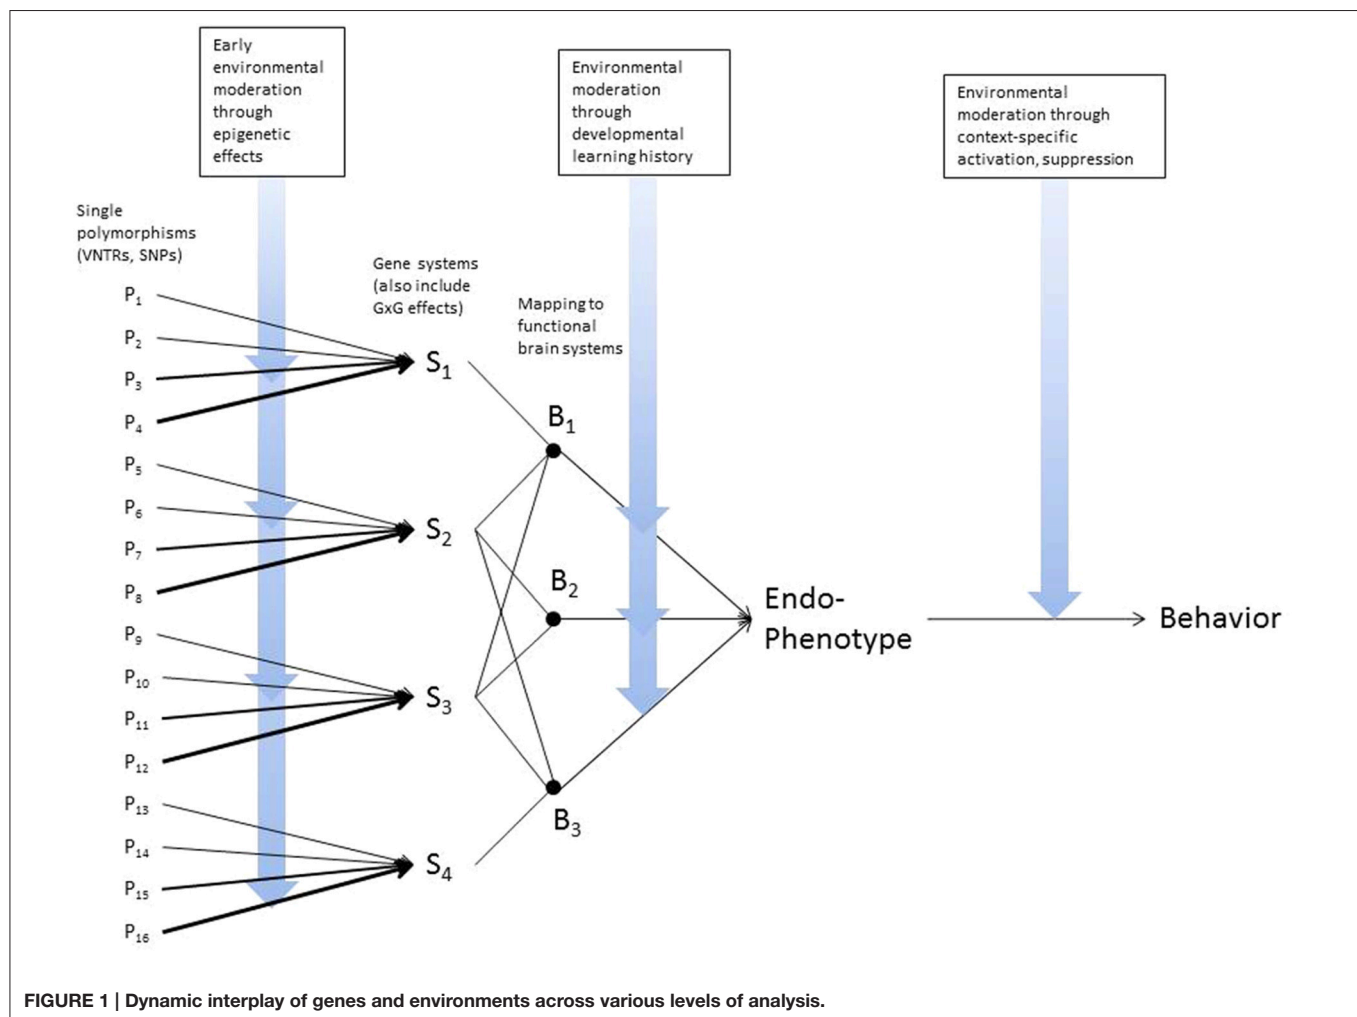 Early
environmental
moderation
through
epigenetic
effects
Environmental
moderation
through
developmental
learning history
Environmental
moderation through
context-specific
activation, suppression
Single
polymorphisms
(VNTRs, SNPs)
Gene systems
(also include
GxG effects)
Mapping to
functional
brain systems
P1
P2
P3
P4
P5
P6
P7
P8
P9
P10
P11
P12
P13
P14
P15
P16
S1
S2
S3
S4
B1
B2
B3
Endo-
Phenotype
Behavior
FIGURE 1 | Dynamic interplay of genes and environments across various levels of analysis.